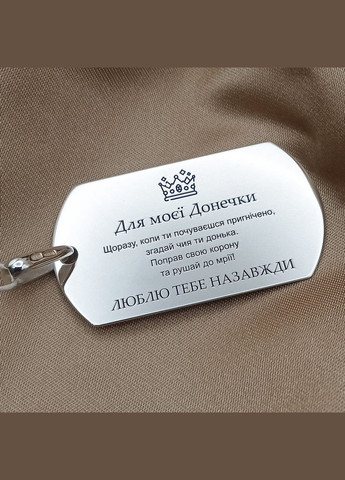 Для моєї Донечки
Щоразу, коли ти почуваєшся пригнічено,
згадай чия ти донька.
Поправ свою корону
та рушай до мрії!
ЛЮБЛЮ ТЕБЕ НАЗАВЖДИ